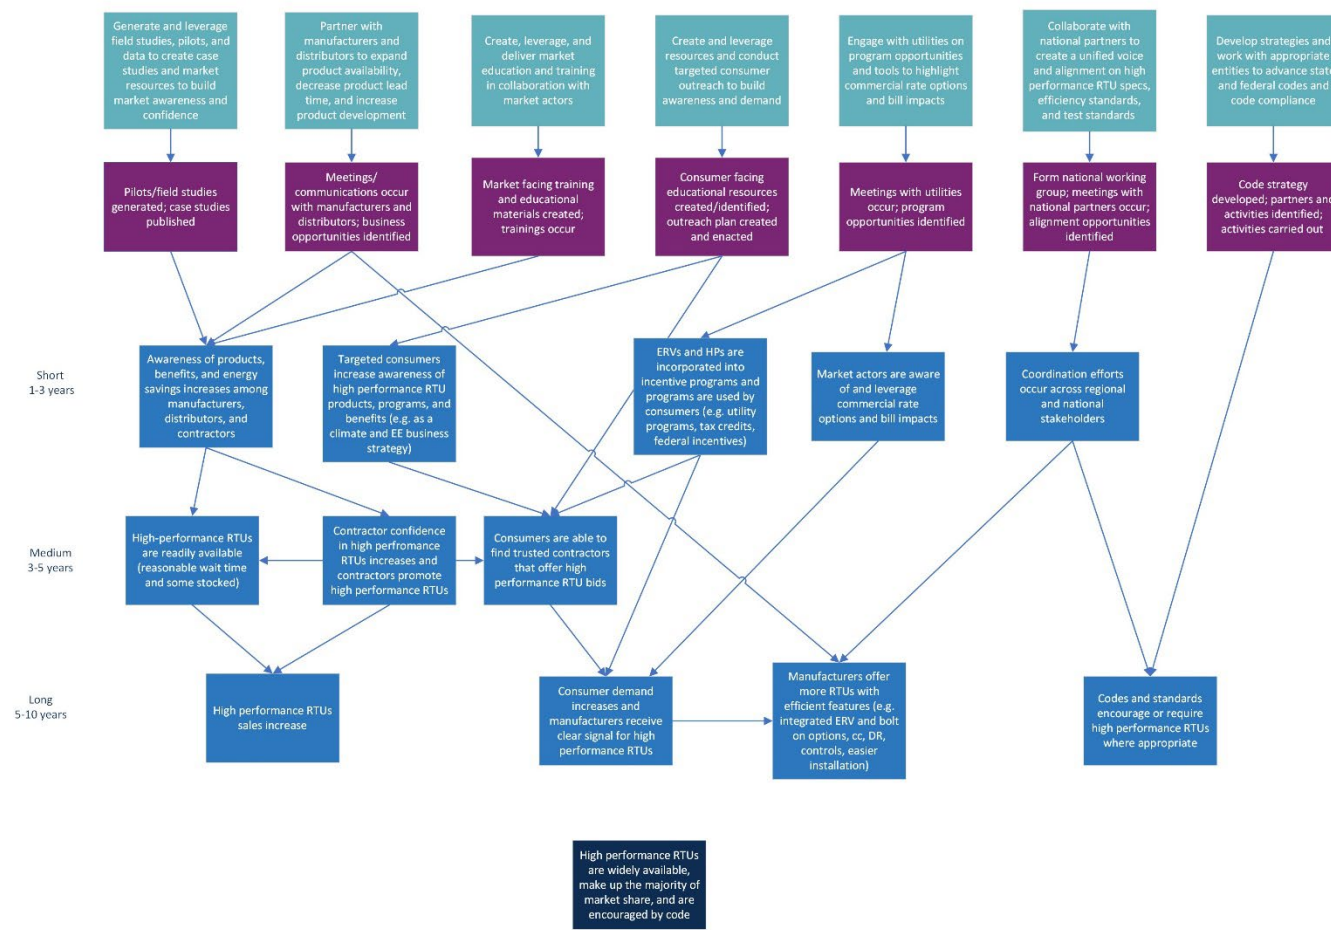 Generate and leverage
field studies, pilots, and
data to create case
studies and market
resources to build
market awareness and
confidence
Partner with
manufacturers and
distributors to expand
product availability,
decrease product lead
time, and increase
product development
Create, leverage, and
deliver market
education and training
in collaboration with
market actors
Create and leverage
resources and conduct
targeted consumer
outreach to build
awareness and demand
Engage with utilities on
program opportunities
and tools to highlight
commercial rate options
and bill impacts
Collaborate with
national partners to
create a unified voice
and alignment on high
performance RTU specs,
efficiency standards,
and test standards
Develop strategies and
work with appropriate
entities to advance state
and federal codes and
code compliance
Pilots/field studies
generated; case studies
published
Meetings/
communications occur
with manufacturers and
distributors; business
opportunities identified
Market facing training
and educational
materials created;
trainings occur
Consumer facing
educational resources
created/identified;
outreach plan created
and enacted
Meetings with utilities
occur; program
opportunities identified
Form national working
group; meetings with
national partners occur;
alignment opportunities
identified
Code strategy
developed; partners and
activities identified;
activities carried out
Short
1-3 years
Awareness of products,
benefits, and energy
savings increases among
manufacturers,
distributors, and
contractors
Targeted consumers
increase awareness of
high performance RTU
products, programs, and
benefits (e.g. as a
climate and EE business
strategy)
ERVs and HPs are
incorporated into
incentive programs and
programs are used by
consumers (e.g. utility
programs, tax credits,
federal incentives)
Market actors are aware
of and leverage
commercial rate
options and bill impacts
Coordination efforts
occur across regional
and national
stakeholders
Medium
3-5 years
High-performance RTUs
are readily available
(reasonable wait time
and some stocked)
Contractor confidence
in high perfromance
RTUs increases and
contractors promote
high performance RTUs
Consumers are able to
find trusted contractors
that offer high
performance RTU bids
Long
5-10 years
High performance RTUs
sales increase
Consumer demand
increases and
manufacturers receive
clear signal for high
performance RTUs
Manufacturers offer
more RTUs with
efficient features (e.g.
integrated ERV and bolt
on options, cc, DR,
controls, easier
installation)
Codes and standards
encourage or require
high performance RTUs
where appropriate
High performance RTUs
are widely available,
make up the majority of
market share, and are
encouraged by code